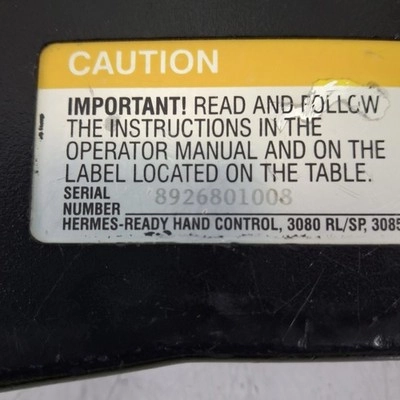 CAUTION
IMPORTANT! READ AND FOLLOW
THE INSTRUCTIONS IN THE
OPERATOR MANUAL AND ON THE
LABEL LOCATED ON THE TABLE.
SERIAL
NUMBER 8926801008
HERMES-READY HAND CONTROL, 3080 RL/SP, 3085